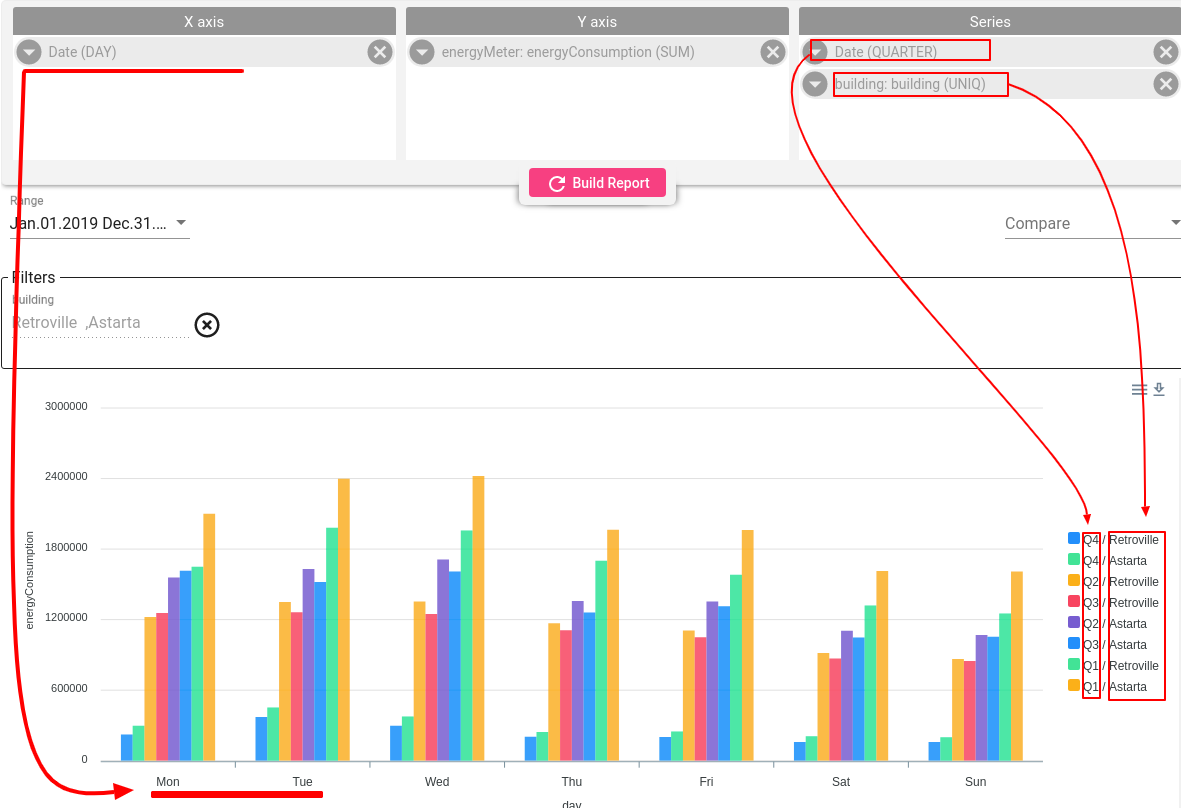 X axis
Y axis
Series
Date (DAY)
energyMeter: energyConsumption (SUM)
Date (QUARTER)
building: building (UNIQ)
Build Report
Range
Jan.01.2019 Dec.31....
Compare
Filters
building
Retroville ,Astarta
3000000
2400000
1800000
1200000
600000
0
energyConsumption
Mon
Tue
Wed
Thu
Fri
Sat
Sun
day
Q4 / Retroville
Q4 / Astarta
Q2 / Retroville
Q3 / Retroville
Q2 / Astarta
Q3 / Astarta
Q1 / Retroville
Q1 / Astarta